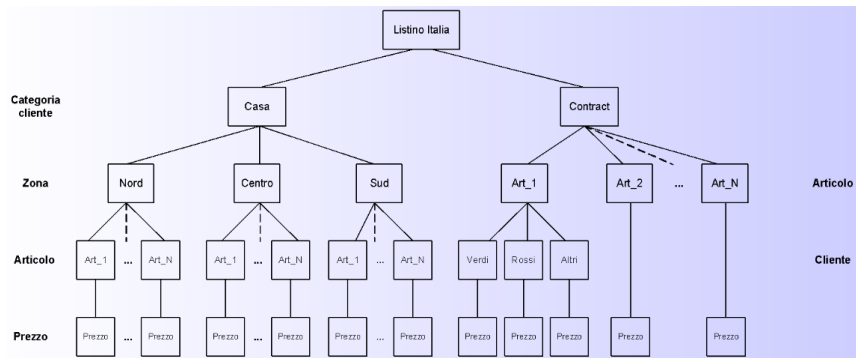 Listino Italia
Categoria
cliente
Casa
Contract
Zona
Nord
Centro
Sud
Art_1
Art_2
...
Art_N
Articolo
Articolo
Art_1
...
Art_N
Art_1
...
Art_N
Art_1
...
Art_N
Verdi
Rossi
Altri
Cliente
Prezzo
Prezzo
...
Prezzo
Prezzo
...
Prezzo
Prezzo
...
Prezzo
Prezzo
Prezzo
Prezzo
Prezzo
Prezzo